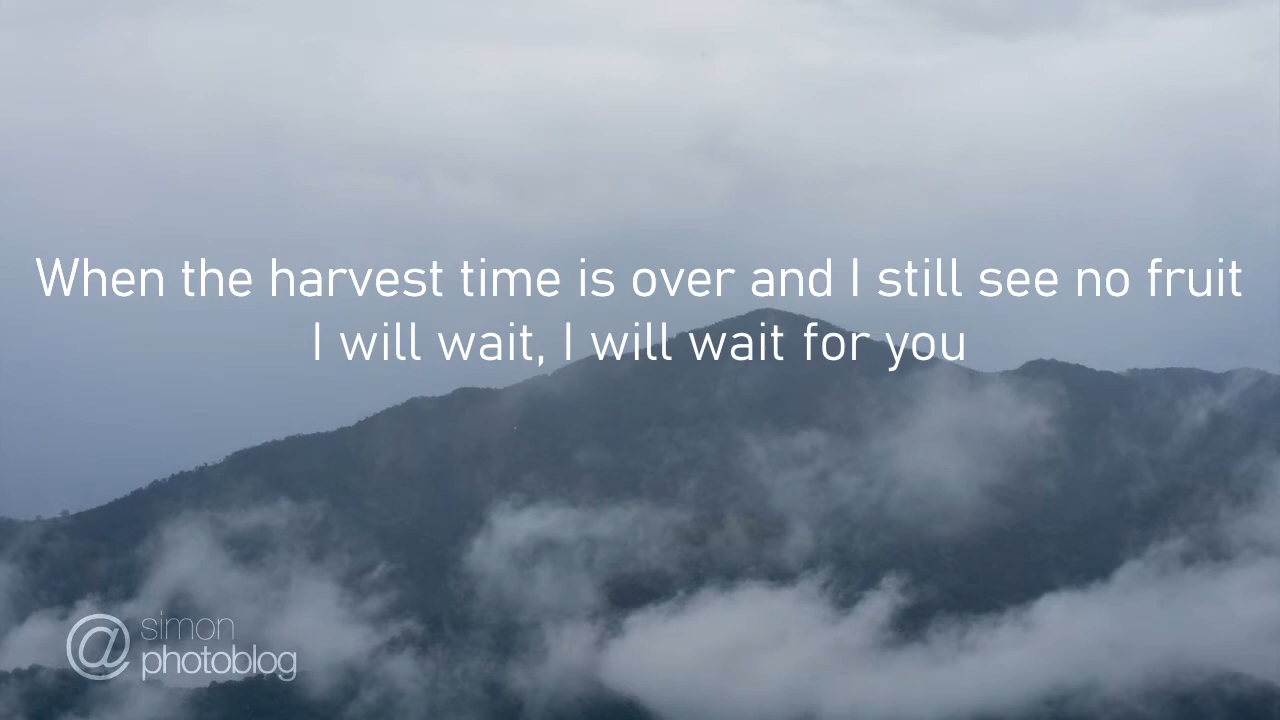 When the harvest time is over and I still see no fruit
I will wait, I will wait for you
@ simon
photoblog